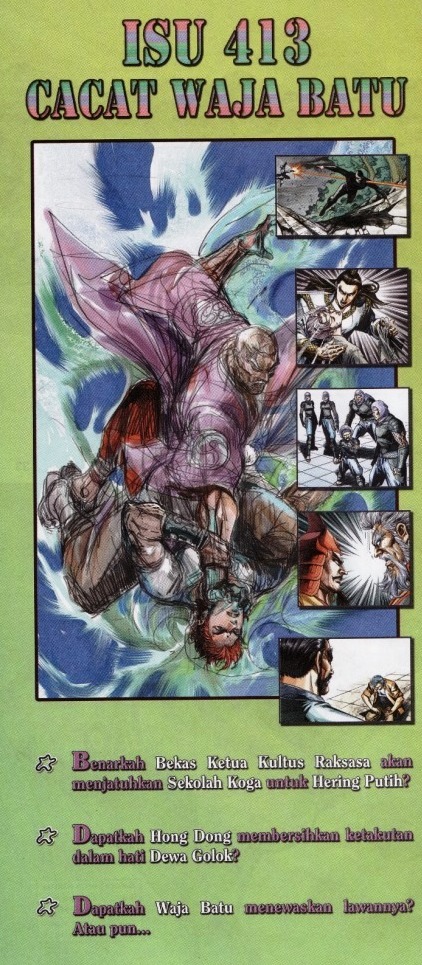 ISU 413
CACAT WAJA BATU
Benarkah Bekas Ketua Kultus Raksasa akan
menjatuhkan Sekolah Koga untuk Hering Putih?
Dapatkah Hong Dong membersihkan ketakutan
dalam hati Dewa Golok?
Dapatkah Waja Batu menewaskan lawannya?
Atau pun...